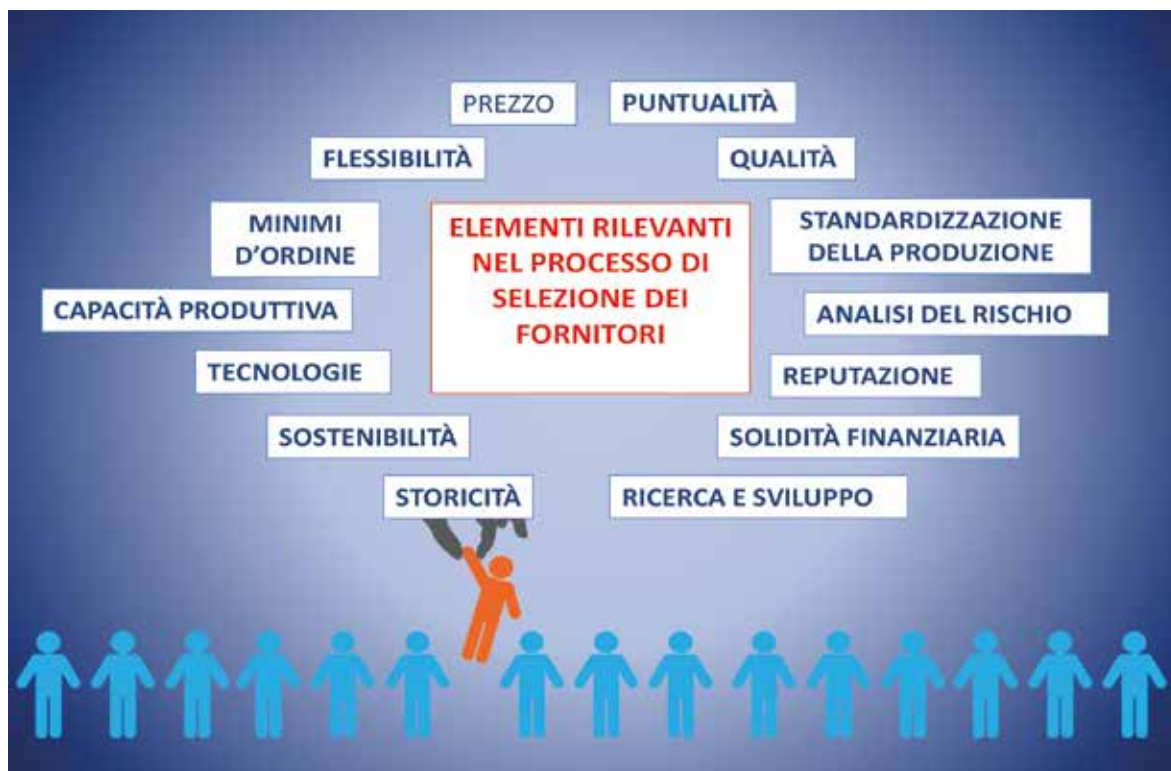 PREZZO
PUNTUALITÀ
FLESSIBILITÀ
QUALITÀ
MINIMI
D'ORDINE
ELEMENTI RILEVANTI
NEL PROCESSO DI
SELEZIONE DEI
FORNITORI
STANDARDIZZAZIONE
DELLA PRODUZIONE
CAPACITÀ PRODUTTIVA
ANALISI DEL RISCHIO
TECNOLOGIE
REPUTAZIONE
SOSTENIBILITÀ
SOLIDITÀ FINANZIARIA
STORICITÀ
RICERCA E SVILUPPO